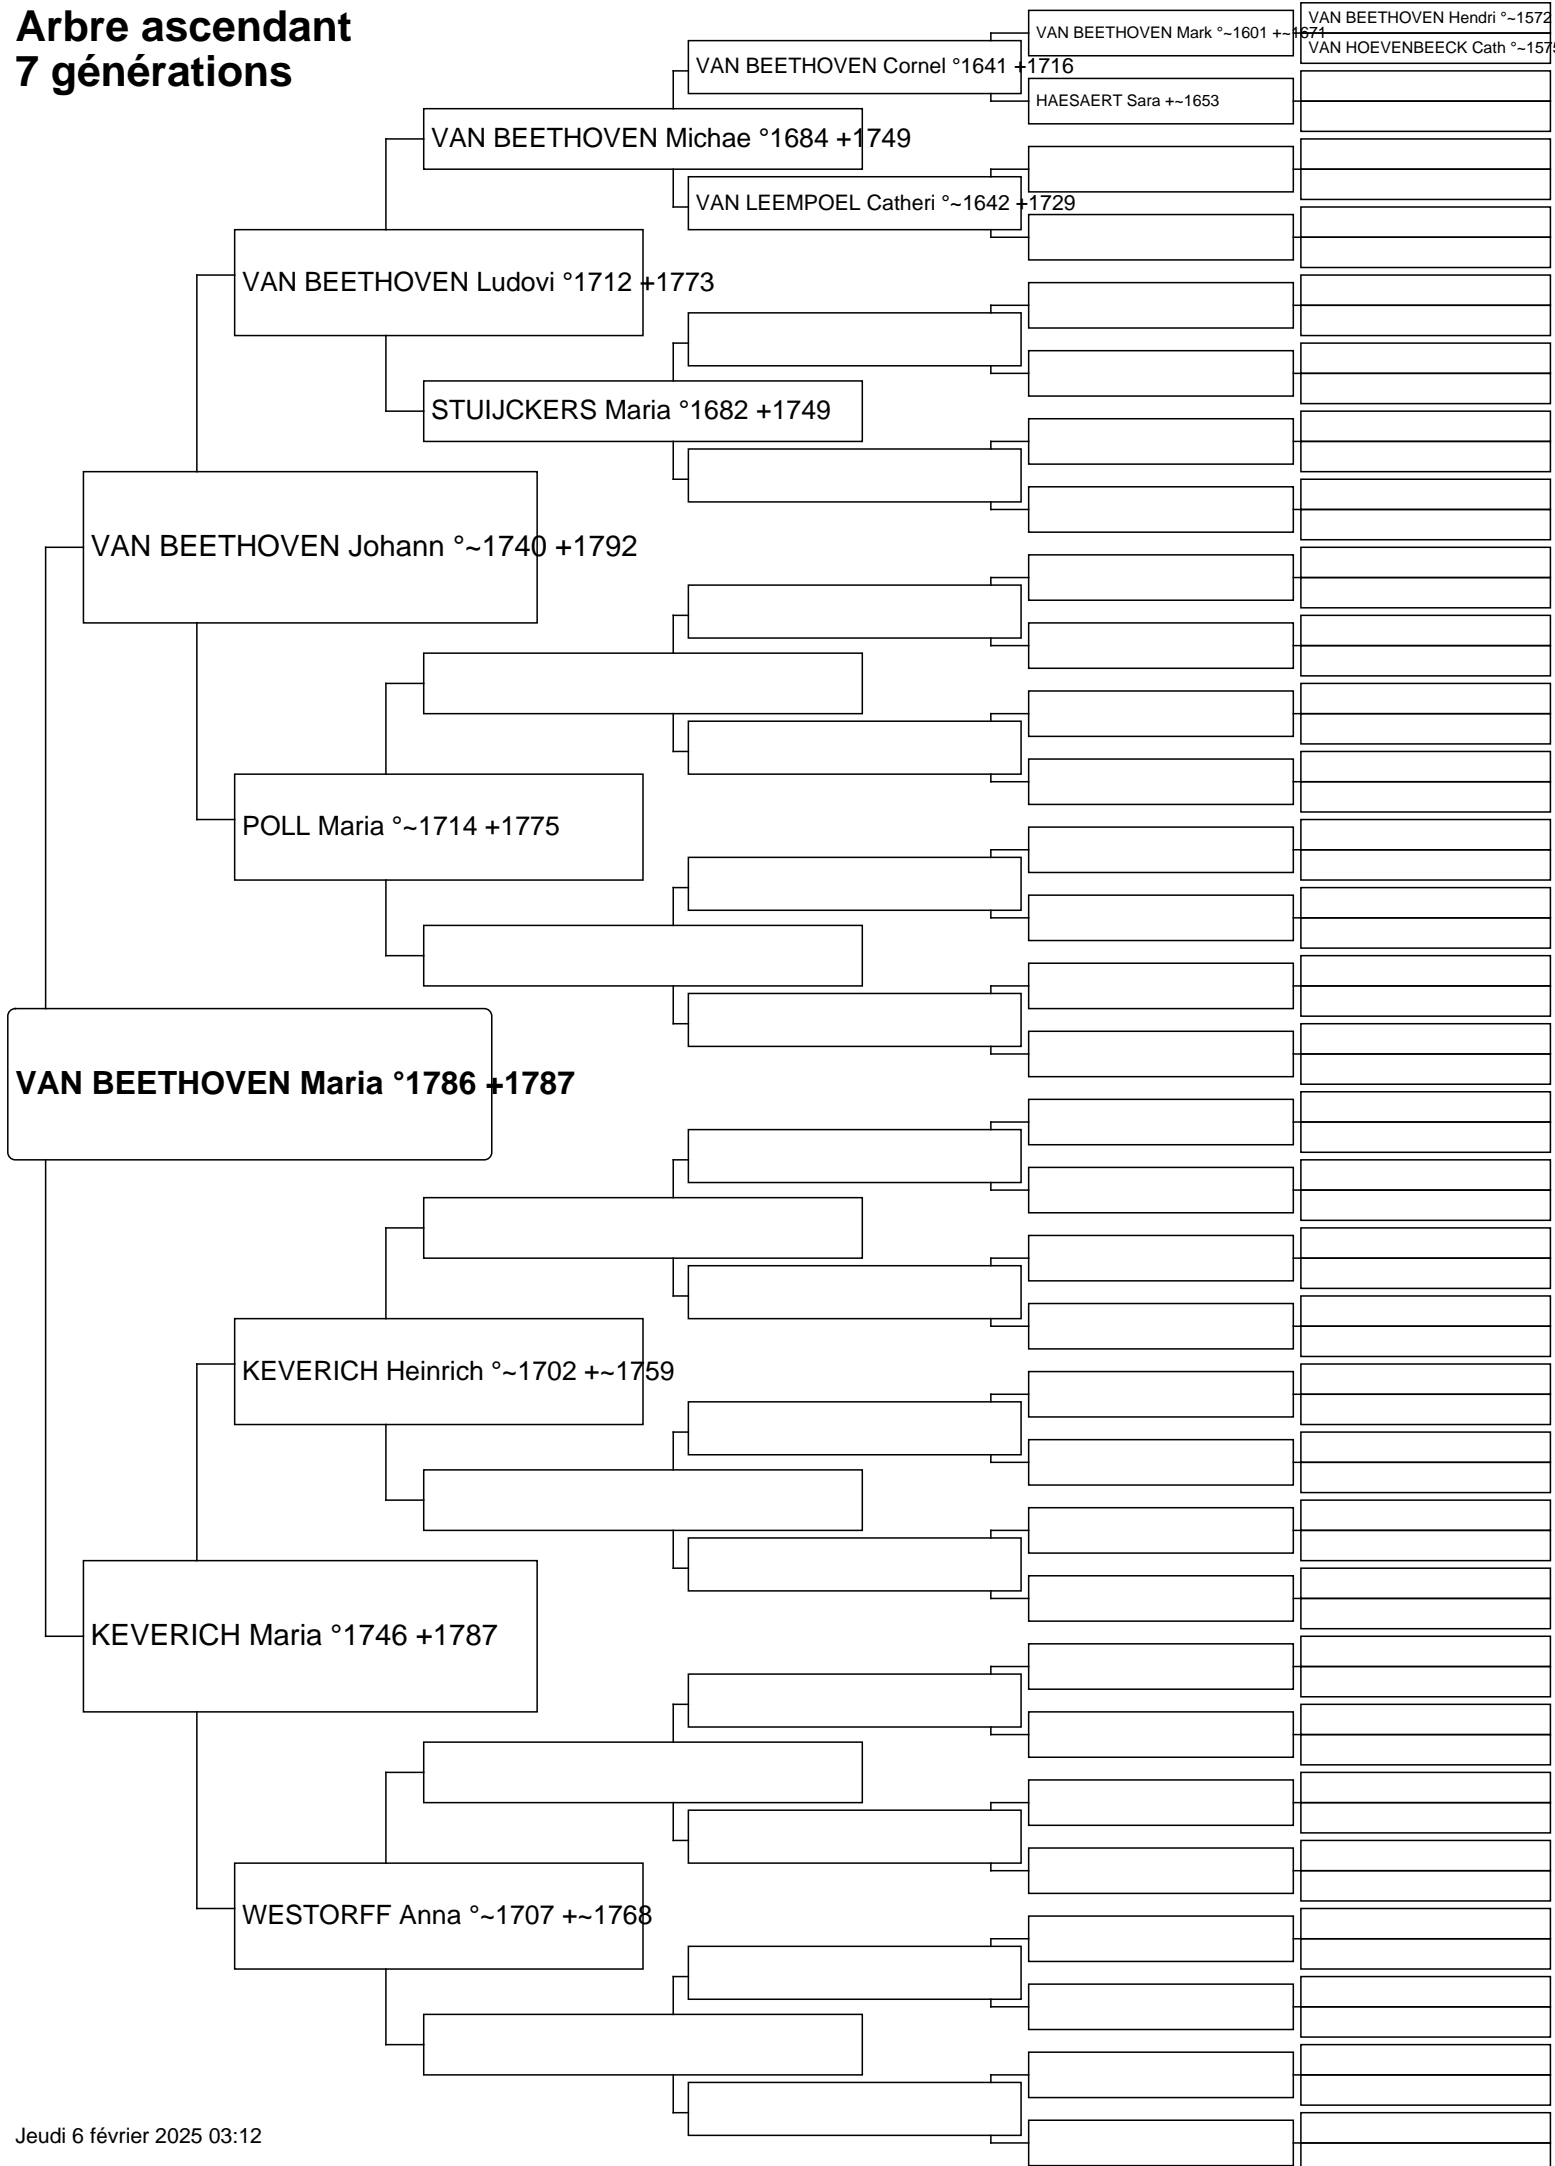 Arbre ascendant
7 générations
VAN BEETHOVEN Hendri °~1572
VAN BEETHOVEN Mark °~1601 +~1671
VAN HOEVENBEECK Cath °~1575
VAN BEETHOVEN Cornel °1641 +1716
HAESAERT Sara +~1653
VAN BEETHOVEN Michae °1684 +1749
VAN LEEMPOEL Catheri °~1642 +1729
VAN BEETHOVEN Ludovi °1712 +1773
STUIJCKERS Maria °1682 +1749
VAN BEETHOVEN Johann °~1740 +1792
POLL Maria °~1714 +1775
VAN BEETHOVEN Maria °1786 +1787
KEVERICH Heinrich °~1702 +~1759
KEVERICH Maria °1746 +1787
WESTORFF Anna °~1707 +~1768
Jeudi 6 février 2025 03:12